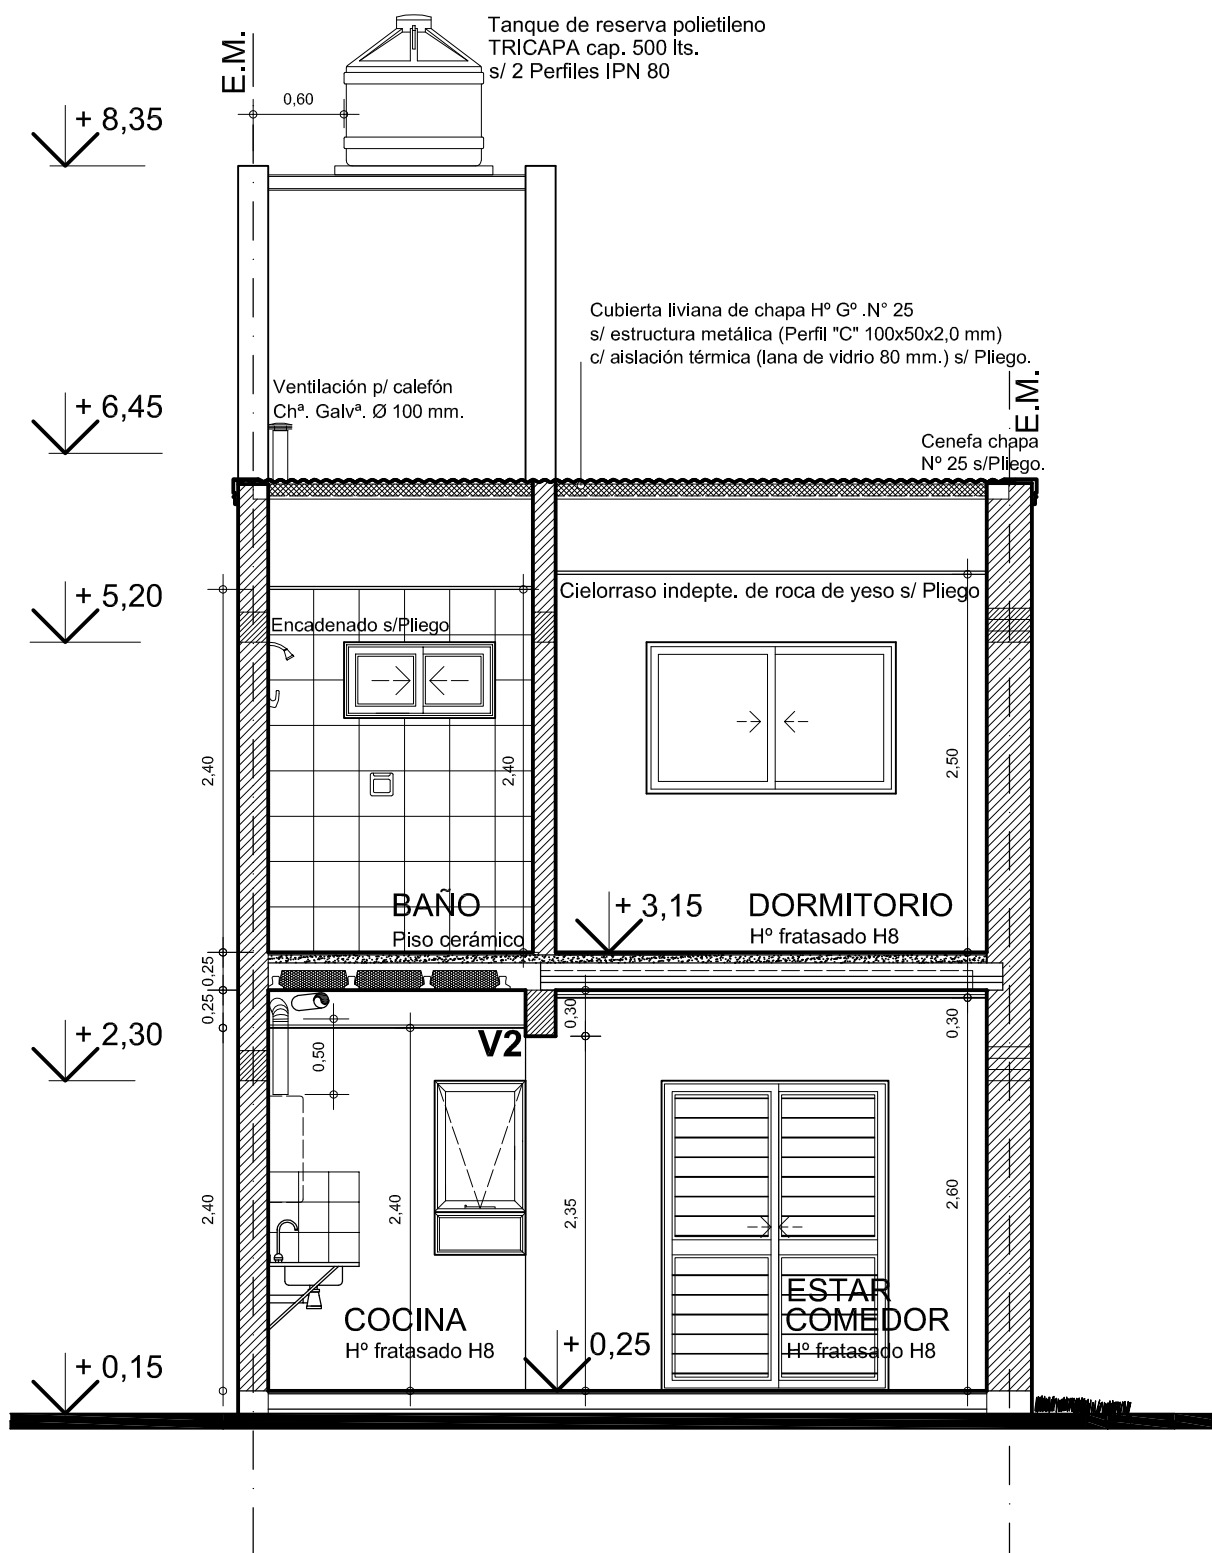 Tanque de reserva polietileno
TRICAPA cap. 500 lts.
s/ 2 Perfiles IPN 80
E.M.
0,60
+ 8,35
Cubierta liviana de chapa Hº Gº .N° 25
s/ estructura metálica (Perfil "C" 100x50x2,0 mm)
c/ aislación térmica (lana de vidrio 80 mm.) s/ Pliego.
Ventilación p/ calefón
Chª. Galvª. Ø 100 mm.
+ 6,45
E.M.
Cenefa chapa
Nº 25 s/Pliego.
+ 5,20
Cielorraso indepte. de roca de yeso s/ Pliego
Encadenado s/Pliego
2,40
2,40
2,50
BAÑO
Piso cerámico
+ 3,15
DORMITORIO
Hº fratasado H8
0,25
0,25
0,30
0,30
+ 2,30
V2
0,50
2,40
2,40
2,35
2,60
COCINA
Hº fratasado H8
ESTAR
COMEDOR
Hº fratasado H8
+ 0,25
+ 0,15